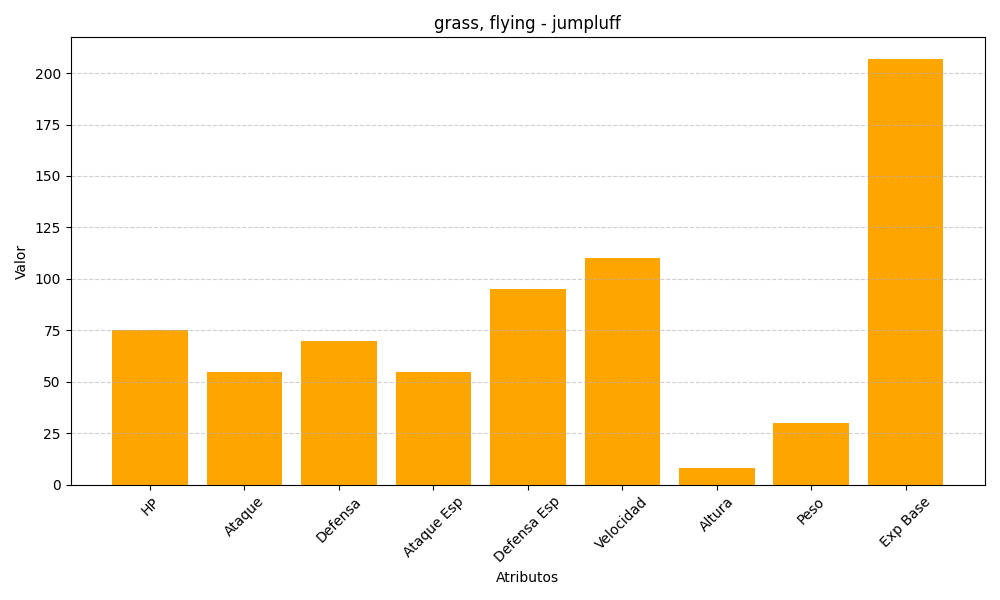 grass, flying - jumpluff
Valor
200
175
150
125
100
75
50
25
0
HP
Ataque
Defensa
Ataque Esp
Defensa Esp
Velocidad
Altura
Peso
Exp Base
Atributos